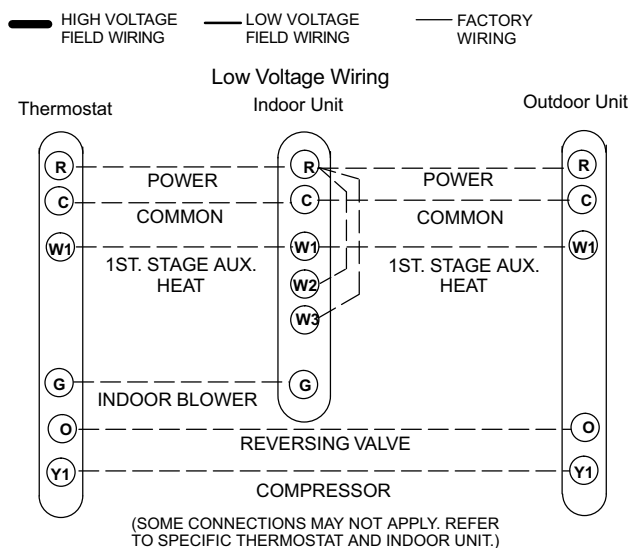 HIGH VOLTAGE
FIELD WIRING
LOW VOLTAGE
FIELD WIRING
FACTORY
WIRING
Low Voltage Wiring
Thermostat
Indoor Unit
Outdoor Unit
R
R
R
POWER
POWER
C
C
C
COMMON
COMMON
W1
W1
W1
1ST. STAGE AUX.
HEAT
1ST. STAGE AUX.
HEAT
W2
W3
G
G
INDOOR BLOWER
O
O
REVERSING VALVE
Y1
Y1
COMPRESSOR
(SOME CONNECTIONS MAY NOT APPLY. REFER
TO SPECIFIC THERMOSTAT AND INDOOR UNIT.)